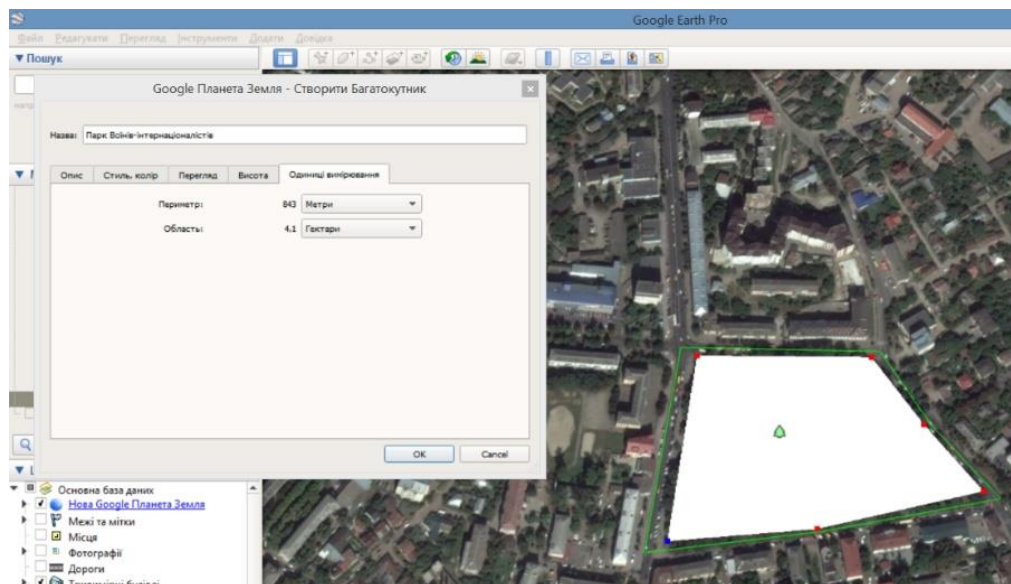 Google Earth Pro
Файл Редагувати Перегляд Інструменти Додати Довідка
Пошук
Google Планета Земля - Створити Багатокутник
Назва: Парк Воїнів-інтернаціоналістів
Опис Стиль, колір Перегляд Висота Одиниці вимірювання
Периметр: 843 Метри
Область: 4,1 Гектари
OK Cancel
Основна база даних
Нова Google Планета Земля
Межі та мітки
Місця
Фотографії
Дороги